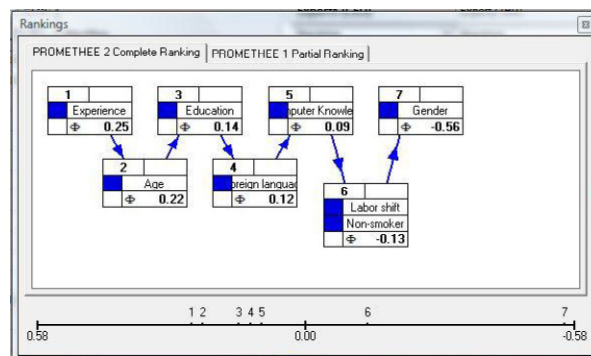 Rankings
PROMETHEE 2 Complete Ranking
PROMETHEE 1 Partial Ranking
1
Experience
Φ 0.25
3
Education
Φ 0.14
5
nputer Knowle
Φ 0.09
7
Gender
Φ -0.56
2
Age
Φ 0.22
4
oreign languac
Φ 0.12
6
Labor shift
Non-smoker
Φ -0.13
1 2 3 4 5 6 7
0.58 0.00 -0.58